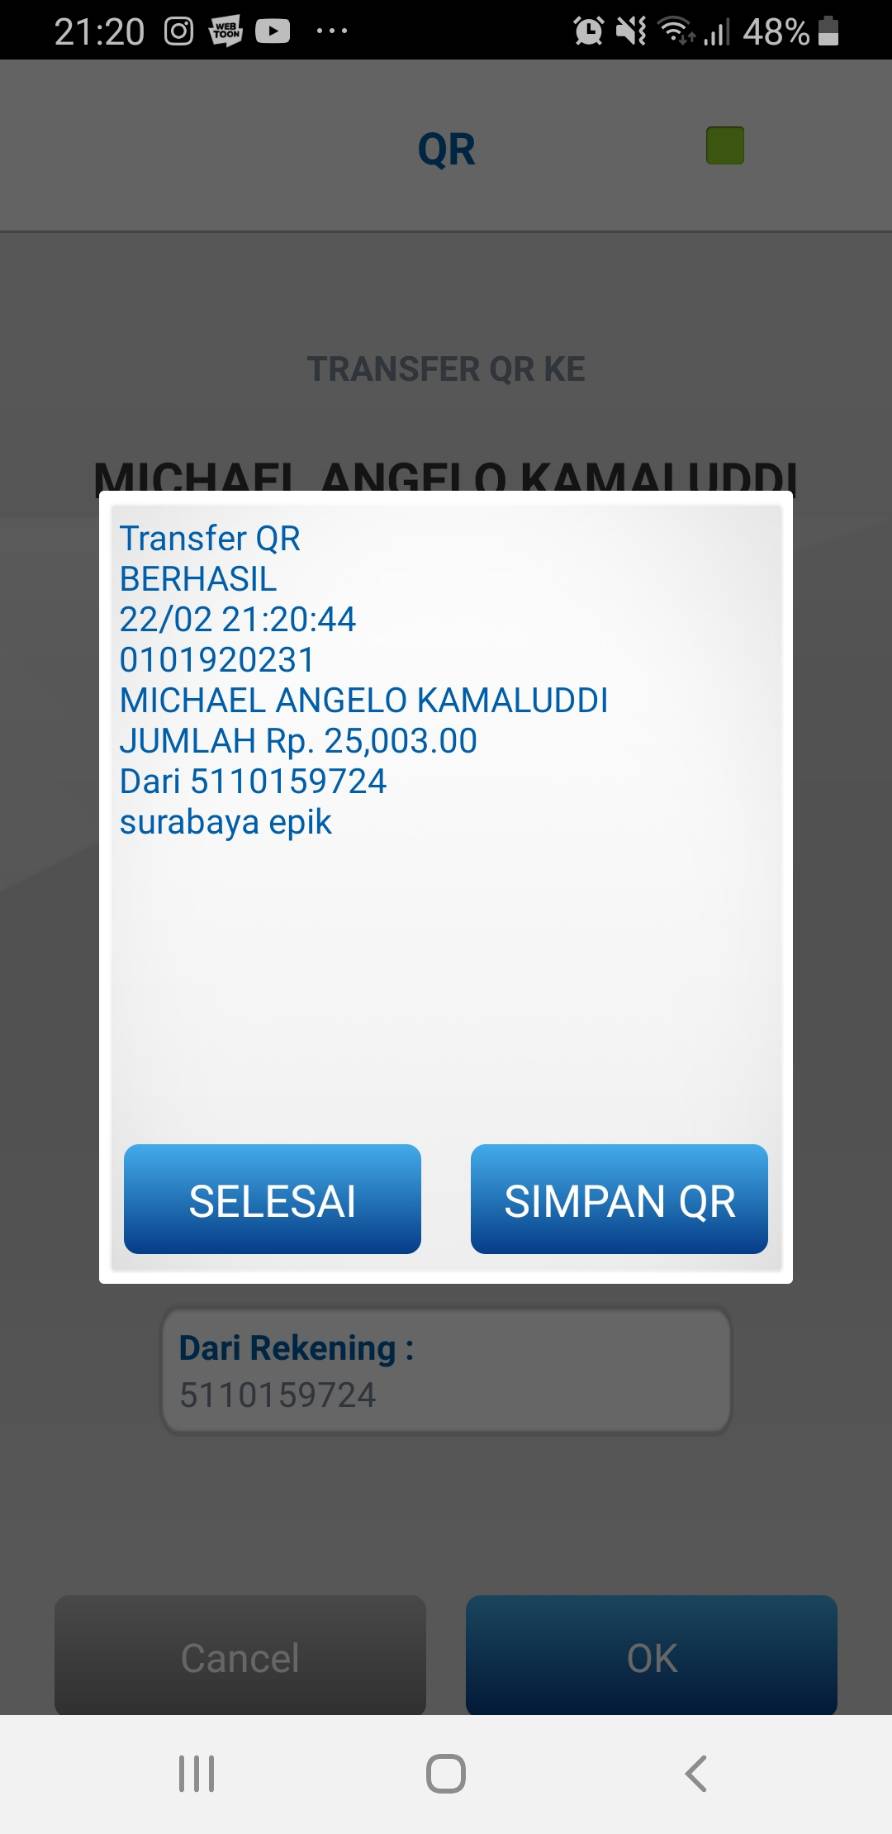 21:20 WEB TOON ... 48%
QR
TRANSFER QR KE
MICHAEL ANGELO KAMALUDDI
Transfer QR
BERHASIL
22/02 21:20:44
0101920231
MICHAEL ANGELO KAMALUDDI
JUMLAH Rp. 25,003.00
Dari 5110159724
surabaya epik
SELESAI SIMPAN QR
Dari Rekening :
5110159724
Cancel OK